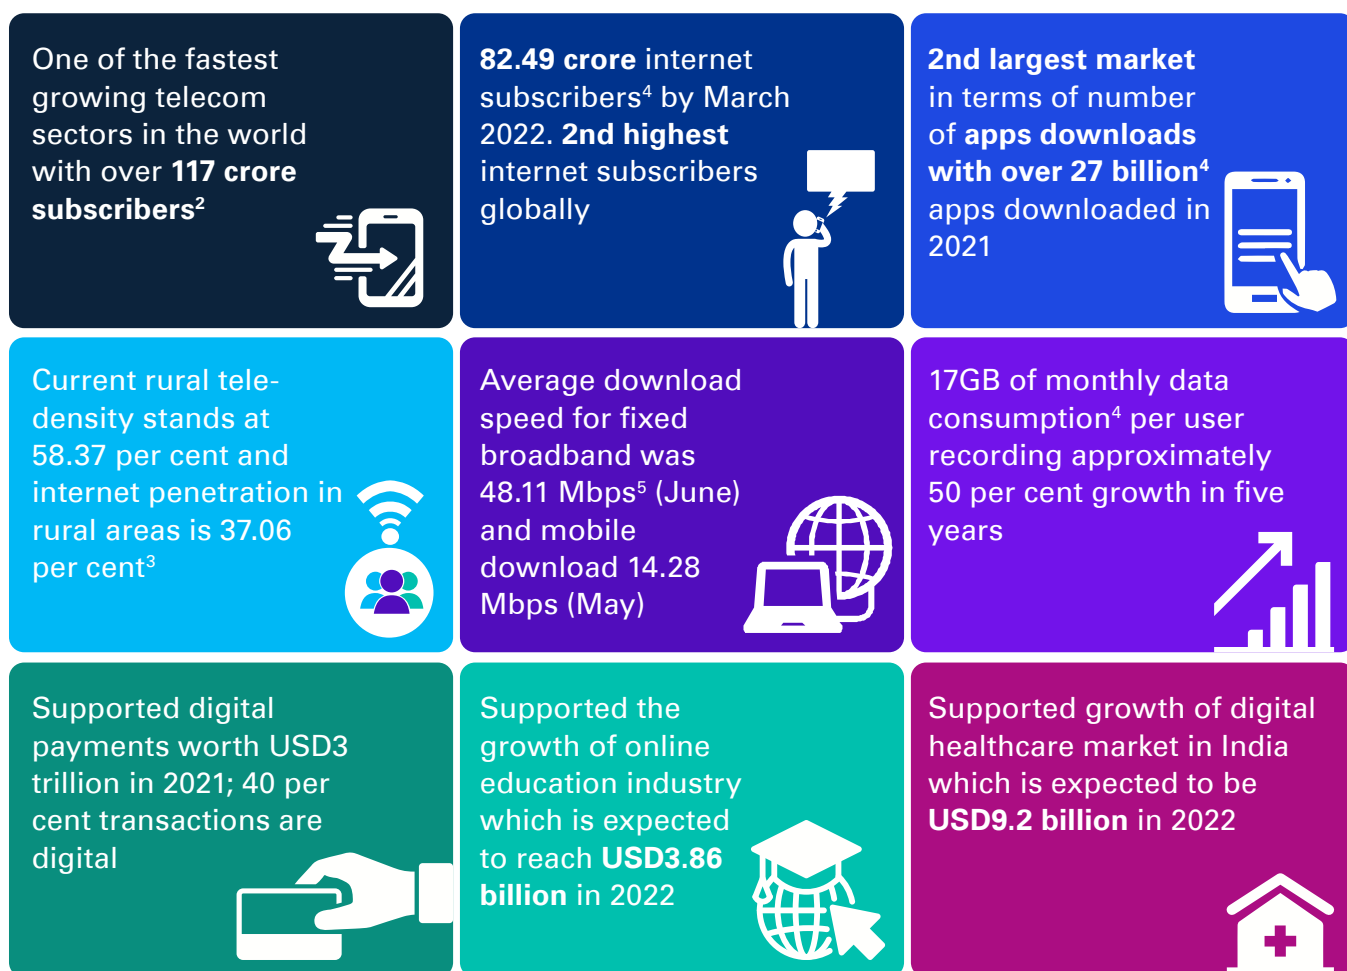 One of the fastest
growing telecom
sectors in the world
with over 117 crore
subscribers²
82.49 crore internet
subscribers⁴ by March
2022. 2nd highest
internet subscribers
globally
2nd largest market
in terms of number
of apps downloads
with over 27 billion⁴
apps downloaded in
2021
Current rural tele-
density stands at
58.37 per cent and
internet penetration in
rural areas is 37.06
per cent³
Average download
speed for fixed
broadband was
48.11 Mbps⁵ (June)
and mobile
download 14.28
Mbps (May)
17GB of monthly data
consumption⁴ per user
recording approximately
50 per cent growth in five
years
Supported digital
payments worth USD3
trillion in 2021; 40 per
cent transactions are
digital
Supported the
growth of online
education industry
which is expected
to reach USD3.86
billion in 2022
Supported growth of digital
healthcare market in India
which is expected to be
USD9.2 billion in 2022